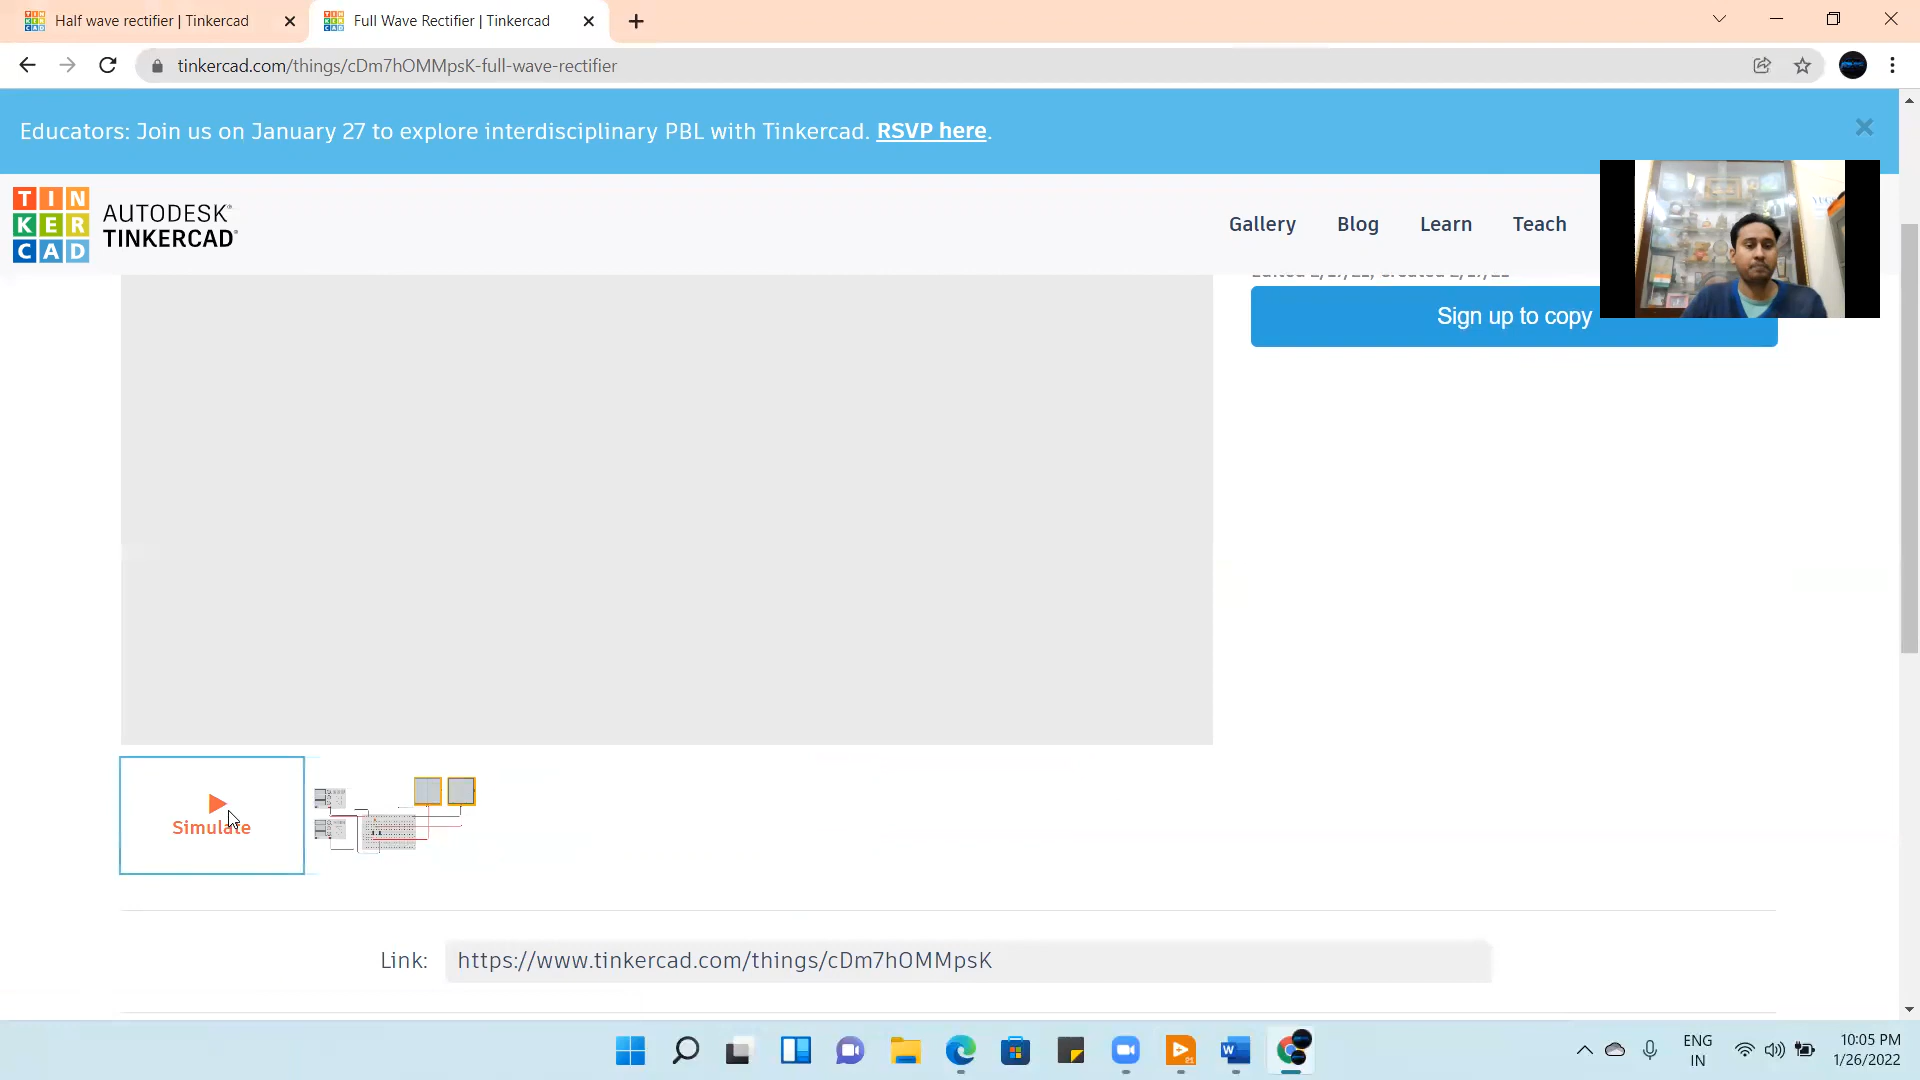 Half wave rectifier | Tinkercad
Full Wave Rectifier | Tinkercad
tinkercad.com/things/cDm7hOMMpsK-full-wave-rectifier
Educators: Join us on January 27 to explore interdisciplinary PBL with Tinkercad. RSVP here.
TIN
KER
CAD
AUTODESK
TINKERCAD
Gallery
Blog
Learn
Teach
Sign up to copy
Simulate
Link:
https://www.tinkercad.com/things/cDm7hOMMpsK
ENG
IN
10:05 PM
1/26/2022